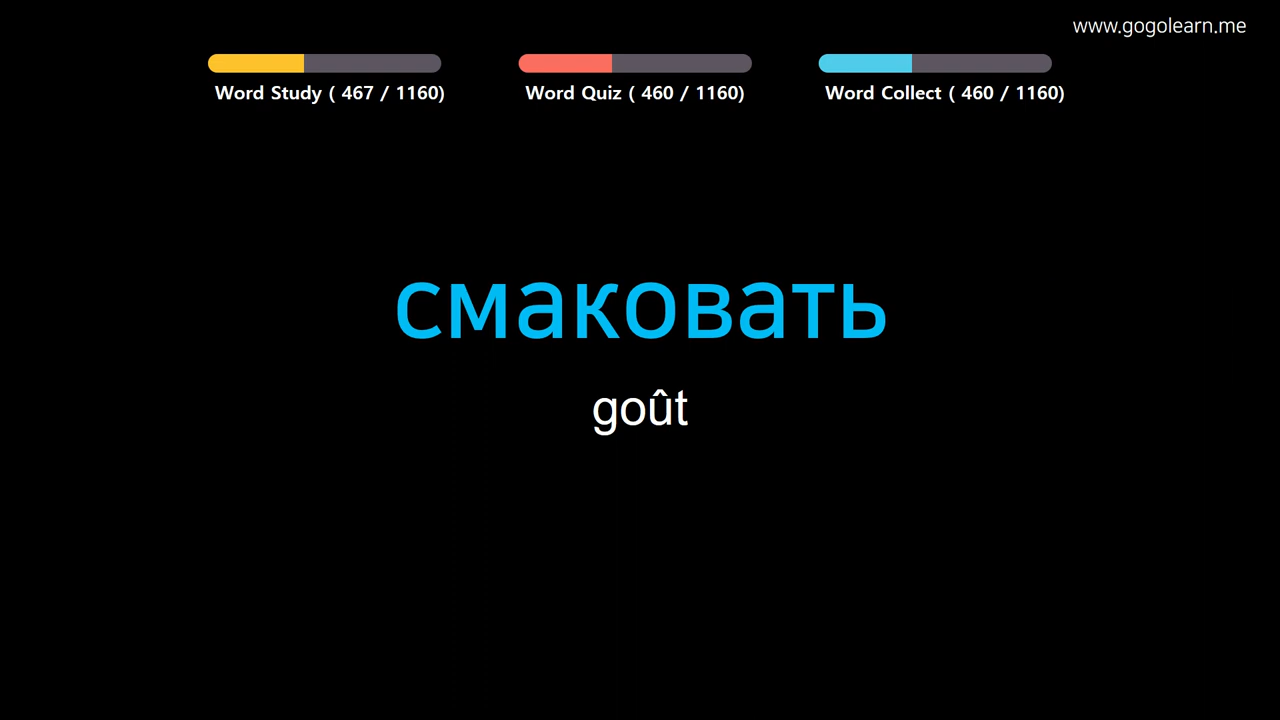 www.gogolearn.me
Word Study ( 467 / 1160)
Word Quiz ( 460 / 1160)
Word Collect ( 460 / 1160)
смаковать
goût